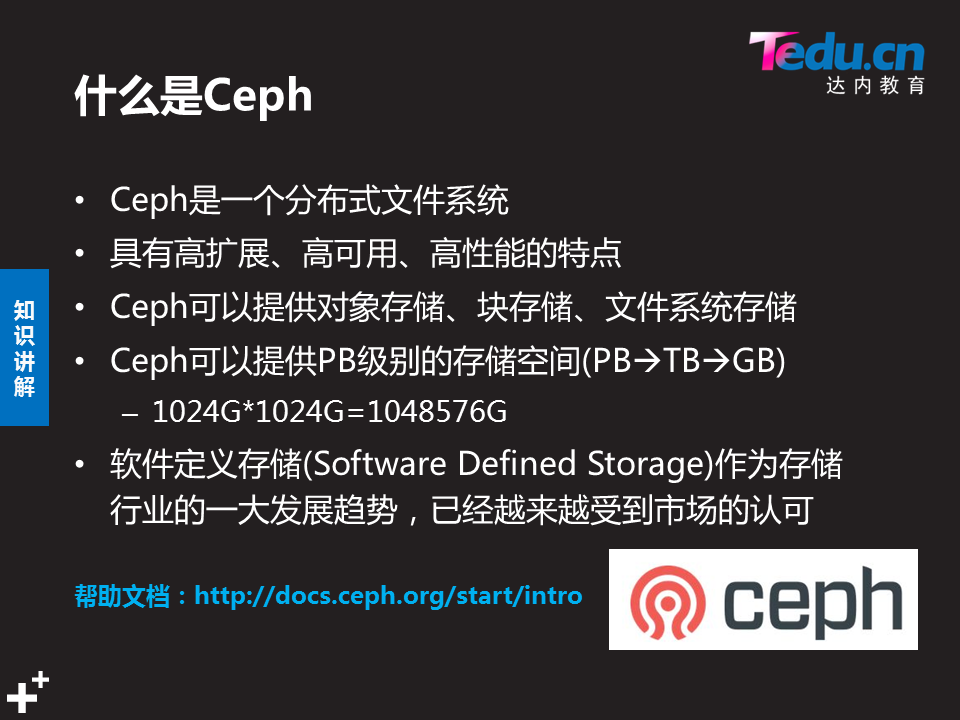 Tedu.cn
达内教育
什么是Ceph
• Ceph是一个分布式文件系统
• 具有高扩展、高可用、高性能的特点
• Ceph可以提供对象存储、块存储、文件系统存储
• Ceph可以提供PB级别的存储空间(PB→TB→GB)
– 1024G*1024G=1048576G
• 软件定义存储(Software Defined Storage)作为存储
行业的一大发展趋势，已经越来越受到市场的认可
知识讲解
帮助文档：http://docs.ceph.org/start/intro
ceph